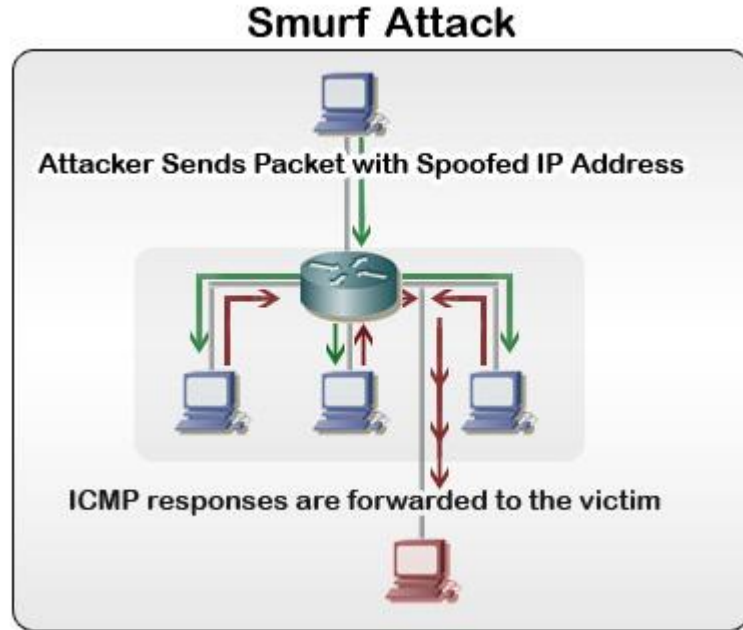 Smurf Attack
Attacker Sends Packet with Spoofed IP Address
ICMP responses are forwarded to the victim